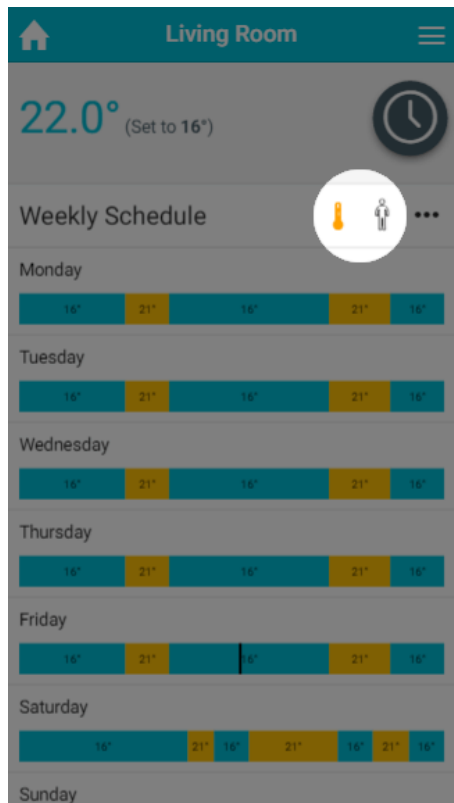 Living Room
22.0° (Set to 16°)
Weekly Schedule
Monday
16° 21° 16° 21° 16°
Tuesday
16° 21° 16° 21° 16°
Wednesday
16° 21° 16° 21° 16°
Thursday
16° 21° 16° 21° 16°
Friday
16° 21° 16° 21° 16°
Saturday
16° 21° 16° 21° 16° 21° 16°
Sunday